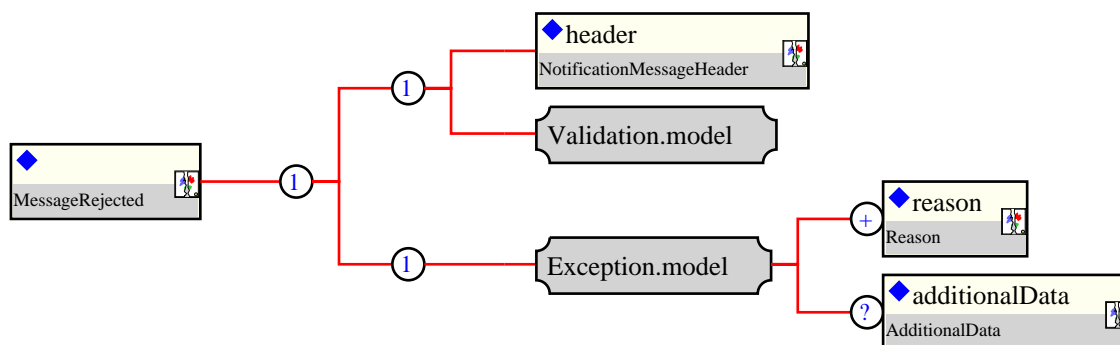 header
NotificationMessageHeader
1
Validation.model
MessageRejected
1
reason
+
Reason
1
Exception.model
additionalData
?
AdditionalData